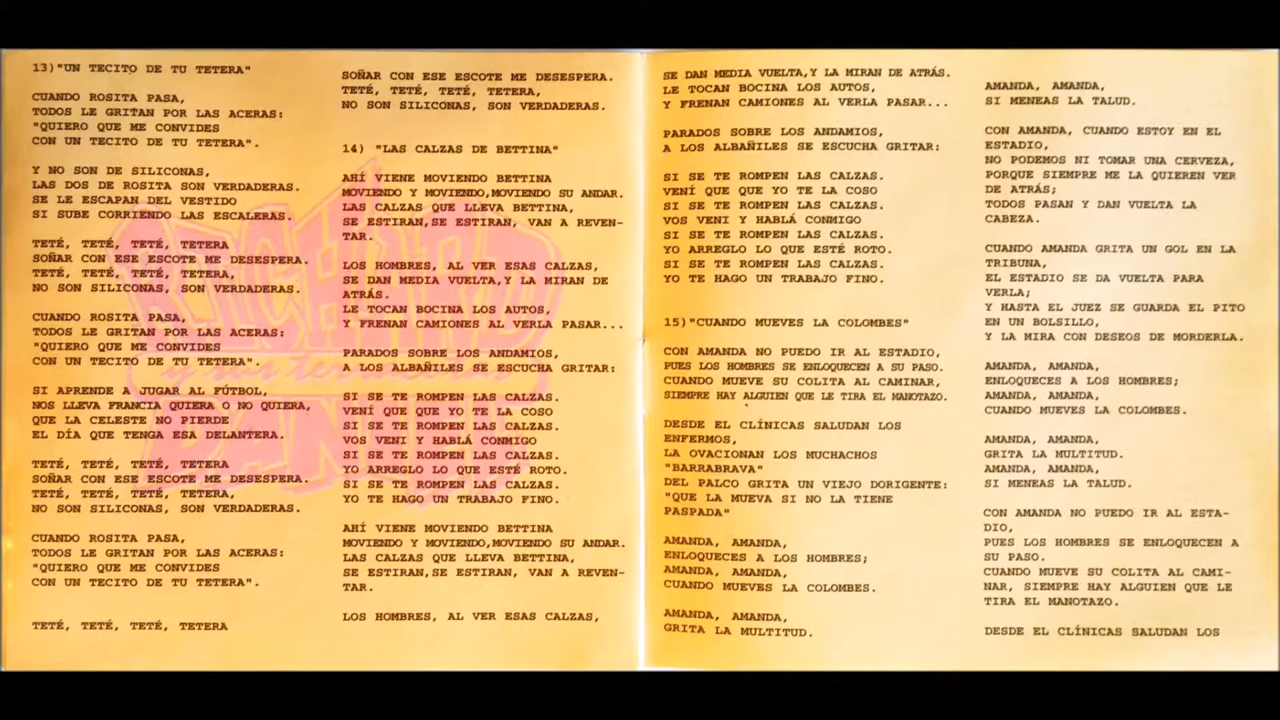 13)"UN TECITO DE TU TETERA"
CUANDO ROSITA PASA,
TODOS LE GRITAN POR LAS ACERAS:
"QUIERO QUE ME CONVIDES
CON UN TECITO DE TU TETERA".
Y NO SON DE SILICONAS,
LAS DOS DE ROSITA SON VERDADERAS.
SE LE ESCAPAN DEL VESTIDO
SI SUBE CORRIENDO LAS ESCALERAS.
TETÉ, TETÉ, TETÉ, TETERA
SOÑAR CON ESE ESCOTE ME DESESPERA.
TETÉ, TETÉ, TETÉ, TETERA,
NO SON SILICONAS, SON VERDADERAS.
CUANDO ROSITA PASA,
TODOS LE GRITAN POR LAS ACERAS:
"QUIERO QUE ME CONVIDES
CON UN TECITO DE TU TETERA".
SI APRENDE A JUGAR AL FÚTBOL,
NOS LLEVA FRANCIA QUIERA O NO QUIERA,
QUE LA CELESTE NO PIERDE
EL DÍA QUE TENGA ESA DELANTERA.
TETÉ, TETÉ, TETÉ, TETERA
SOÑAR CON ESE ESCOTE ME DESESPERA.
TETÉ, TETÉ, TETÉ, TETERA,
NO SON SILICONAS, SON VERDADERAS.
CUANDO ROSITA PASA,
TODOS LE GRITAN POR LAS ACERAS:
"QUIERO QUE ME CONVIDES
CON UN TECITO DE TU TETERA".
TETÉ, TETÉ, TETÉ, TETERA
SOÑAR CON ESE ESCOTE ME DESESPERA.
TETÉ, TETÉ, TETÉ, TETERA,
NO SON SILICONAS, SON VERDADERAS.
14) "LAS CALZAS DE BETTINA"
AHÍ VIENE MOVIENDO BETTINA
MOVIENDO Y MOVIENDO,MOVIENDO SU ANDAR.
LAS CALZAS QUE LLEVA BETTINA,
SE ESTIRAN,SE ESTIRAN, VAN A REVEN-
TAR.
LOS HOMBRES, AL VER ESAS CALZAS,
SE DAN MEDIA VUELTA,Y LA MIRAN DE
ATRÁS.
LE TOCAN BOCINA LOS AUTOS,
Y FRENAN CAMIONES AL VERLA PASAR...
PARADOS SOBRE LOS ANDAMIOS,
A LOS ALBAÑILES SE ESCUCHA GRITAR:
SI SE TE ROMPEN LAS CALZAS.
VENÍ QUE QUE YO TE LA COSO
SI SE TE ROMPEN LAS CALZAS.
VOS VENI Y HABLÁ CONMIGO
SI SE TE ROMPEN LAS CALZAS.
YO ARREGLO LO QUE ESTÉ ROTO.
SI SE TE ROMPEN LAS CALZAS.
YO TE HAGO UN TRABAJO FINO.
AHÍ VIENE MOVIENDO BETTINA
MOVIENDO Y MOVIENDO,MOVIENDO SU ANDAR.
LAS CALZAS QUE LLEVA BETTINA,
SE ESTIRAN,SE ESTIRAN, VAN A REVEN-
TAR.
LOS HOMBRES, AL VER ESAS CALZAS,
SE DAN MEDIA VUELTA,Y LA MIRAN DE ATRÁS.
LE TOCAN BOCINA LOS AUTOS,
Y FRENAN CAMIONES AL VERLA PASAR...
PARADOS SOBRE LOS ANDAMIOS,
A LOS ALBAÑILES SE ESCUCHA GRITAR:
SI SE TE ROMPEN LAS CALZAS.
VENÍ QUE QUE YO TE LA COSO
SI SE TE ROMPEN LAS CALZAS.
VOS VENI Y HABLÁ CONMIGO
SI SE TE ROMPEN LAS CALZAS.
YO ARREGLO LO QUE ESTÉ ROTO.
SI SE TE ROMPEN LAS CALZAS.
YO TE HAGO UN TRABAJO FINO.
15)"CUANDO MUEVES LA COLOMBES"
CON AMANDA NO PUEDO IR AL ESTADIO,
PUES LOS HOMBRES SE ENLOQUECEN A SU PASO.
CUANDO MUEVE SU COLITA AL CAMINAR,
SIEMPRE HAY ALGUIEN QUE LE TIRA EL MANOTAZO.
DESDE EL CLÍNICAS SALUDAN LOS
ENFERMOS,
LA OVACIONAN LOS MUCHACHOS
"BARRABRAVA"
DEL PALCO GRITA UN VIEJO DORIGENTE:
"QUE LA MUEVA SI NO LA TIENE
PASPADA"
AMANDA, AMANDA,
ENLOQUECES A LOS HOMBRES;
AMANDA, AMANDA,
CUANDO MUEVES LA COLOMBES.
AMANDA, AMANDA,
GRITA LA MULTITUD.
AMANDA, AMANDA,
SI MENEAS LA TALUD.
CON AMANDA, CUANDO ESTOY EN EL
ESTADIO,
NO PODEMOS NI TOMAR UNA CERVEZA,
PORQUE SIEMPRE ME LA QUIEREN VER
DE ATRÁS;
TODOS PASAN Y DAN VUELTA LA
CABEZA.
CUANDO AMANDA GRITA UN GOL EN LA
TRIBUNA,
EL ESTADIO SE DA VUELTA PARA
VERLA;
Y HASTA EL JUEZ SE GUARDA EL PITO
EN UN BOLSILLO,
Y LA MIRA CON DESEOS DE MORDERLA.
AMANDA, AMANDA,
ENLOQUECES A LOS HOMBRES;
AMANDA, AMANDA,
CUANDO MUEVES LA COLOMBES.
AMANDA, AMANDA,
GRITA LA MULTITUD.
AMANDA, AMANDA,
SI MENEAS LA TALUD.
CON AMANDA NO PUEDO IR AL ESTA-
DIO,
PUES LOS HOMBRES SE ENLOQUECEN A
SU PASO.
CUANDO MUEVE SU COLITA AL CAMI-
NAR, SIEMPRE HAY ALGUIEN QUE LE
TIRA EL MANOTAZO.
DESDE EL CLÍNICAS SALUDAN LOS